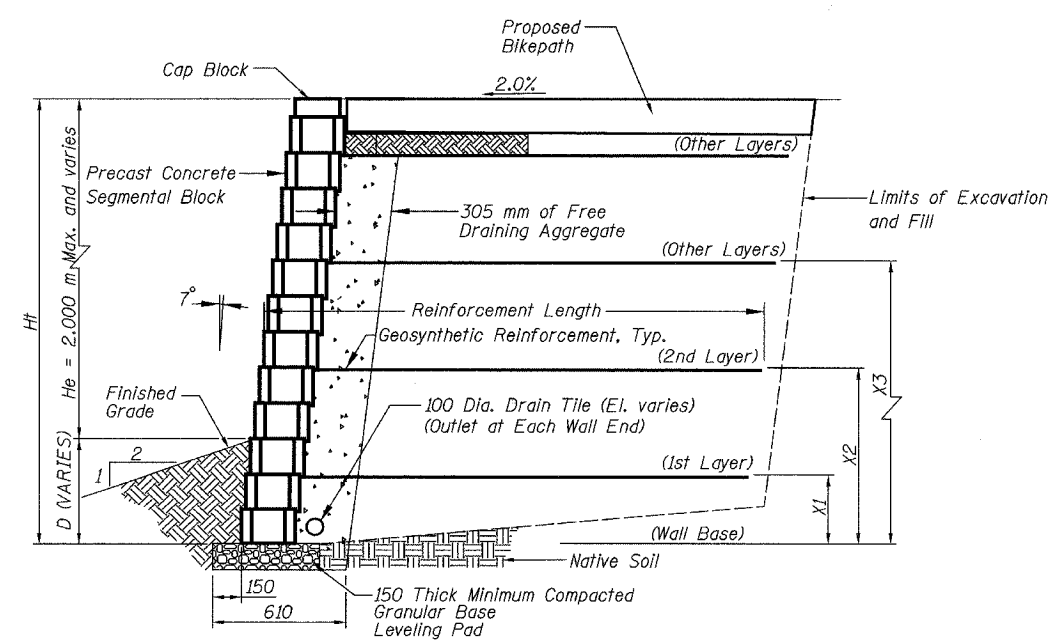 Proposed
Bikepath
Cap Block
2.0%
(Other Layers)
Precast Concrete
Segmental Block
Limits of Excavation
and Fill
305 mm of Free
Draining Aggregate
(Other Layers)
7°
Reinforcement Length
Geosynthetic Reinforcement, Typ.
(2nd Layer)
Ht
He = 2.000 m Max. and varies
D (VARIES)
Finished
Grade
2
1
100 Dia. Drain Tile (El. varies)
(Outlet at Each Wall End)
(1st Layer)
X1
X2
X3
(Wall Base)
Native Soil
150
610
150 Thick Minimum Compacted
Granular Base
Leveling Pad